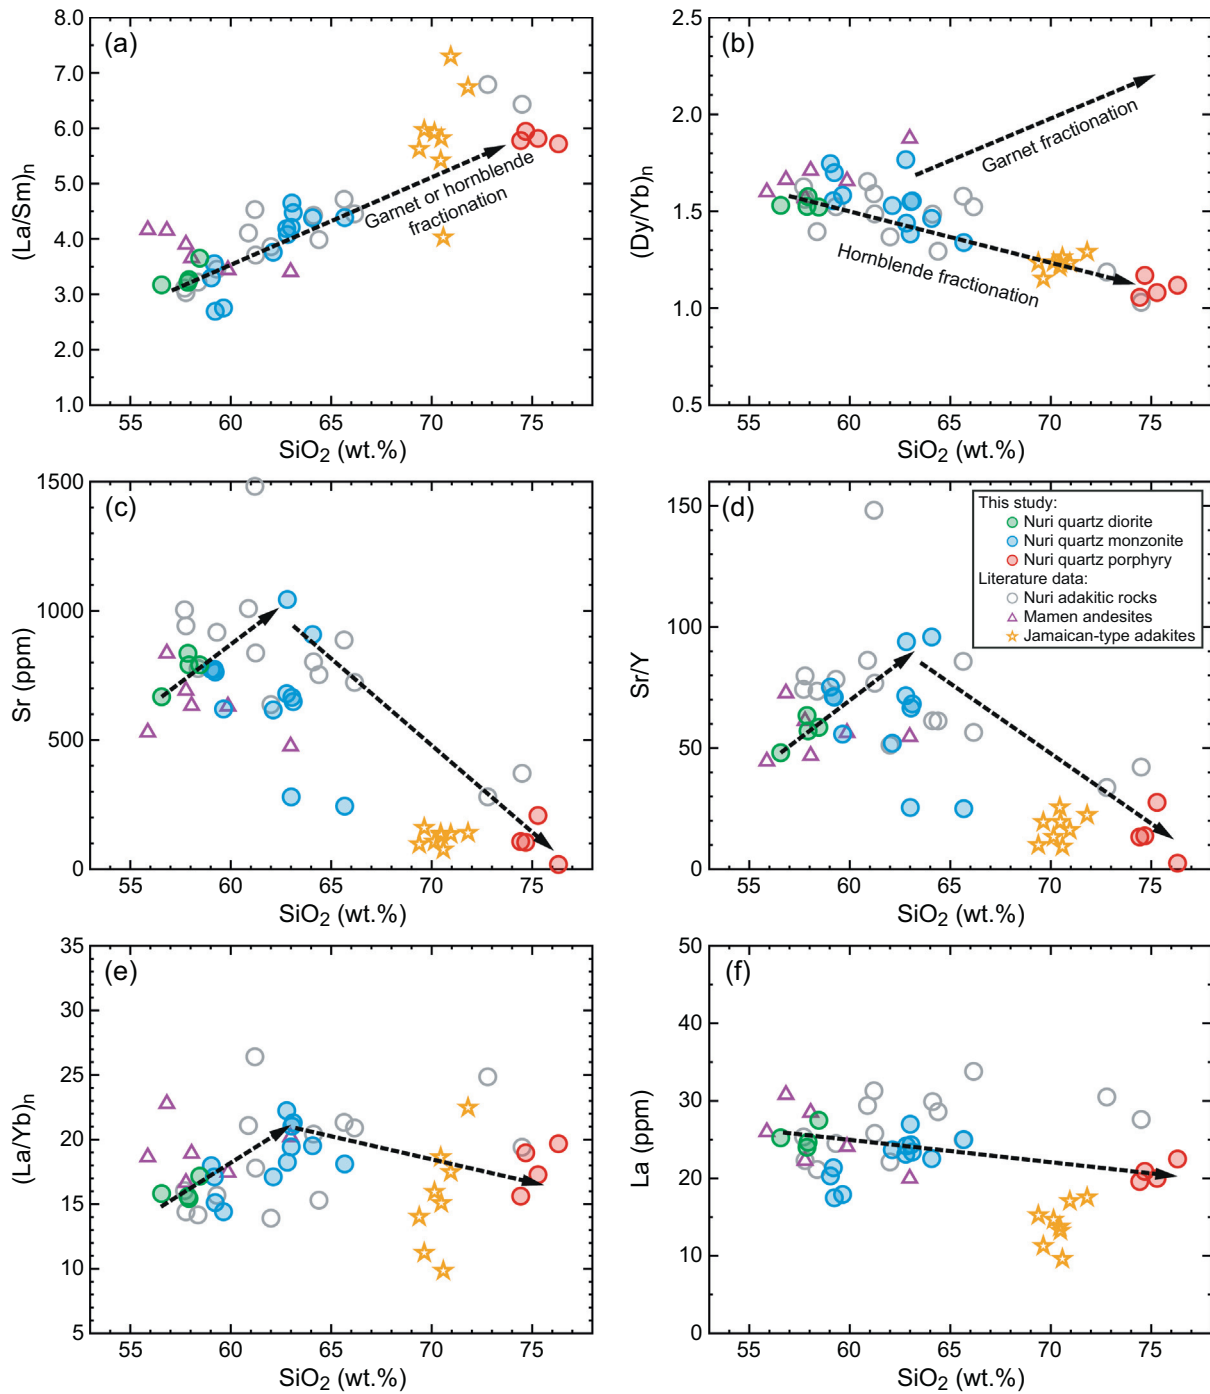 (a)
8.0
7.0
6.0
5.0
4.0
3.0
2.0
1.0
(La/Sm)n
Garnet or hornblende
fractionation
55
60
65
70
75
SiO2 (wt.%)
(b)
2.5
2.0
1.5
1.0
0.5
(Dy/Yb)n
Garnet fractionation
Hornblende fractionation
55
60
65
70
75
SiO2 (wt.%)
(c)
1500
1000
500
0
Sr (ppm)
55
60
65
70
75
SiO2 (wt.%)
(d)
150
100
50
0
Sr/Y
This study:
Nuri quartz diorite
Nuri quartz monzonite
Nuri quartz porphyry
Literature data:
Nuri adakitic rocks
Mamen andesites
Jamaican-type adakites
55
60
65
70
75
SiO2 (wt.%)
(e)
35
30
25
20
15
10
5
(La/Yb)n
55
60
65
70
75
SiO2 (wt.%)
(f)
50
40
30
20
10
0
La (ppm)
55
60
65
70
75
SiO2 (wt.%)